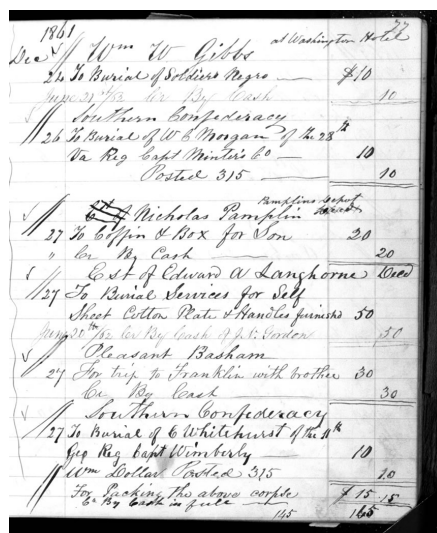 77
1861
Dec // Wm W Gibbs at Washington Hotel
24 To Burial of Soldiers Negro — $10
June 21st/62 Cr By Cash 10
// Southern Confederacy
26 To Burial of W C Morgan of the 28th
Va Reg Capt Minter's Co — 10
Posted 315 — 10
// Nicholas Pamplin Pamplins Depot
27 To Coffin & Box for Son 20
" Cr By Cash — 20
// Est of Edward A Langhorne Decd
27 To Burial Services for Self
Sheet Cotton Plate & Handles furnished 50
20th/62 Cr By Cash of Gordon 50
// Pleasant Basham
27 For trip to Franklin with brother 30
Cr By Cash 30
// Southern Confederacy
27 To Burial of C Whitehurst of the 11th
Geo Reg Capt Wimberly — 10
// Wm Dollar Posted 315 10
For Packing the above corpse $15 15
Cr By Cash in full —
145 165